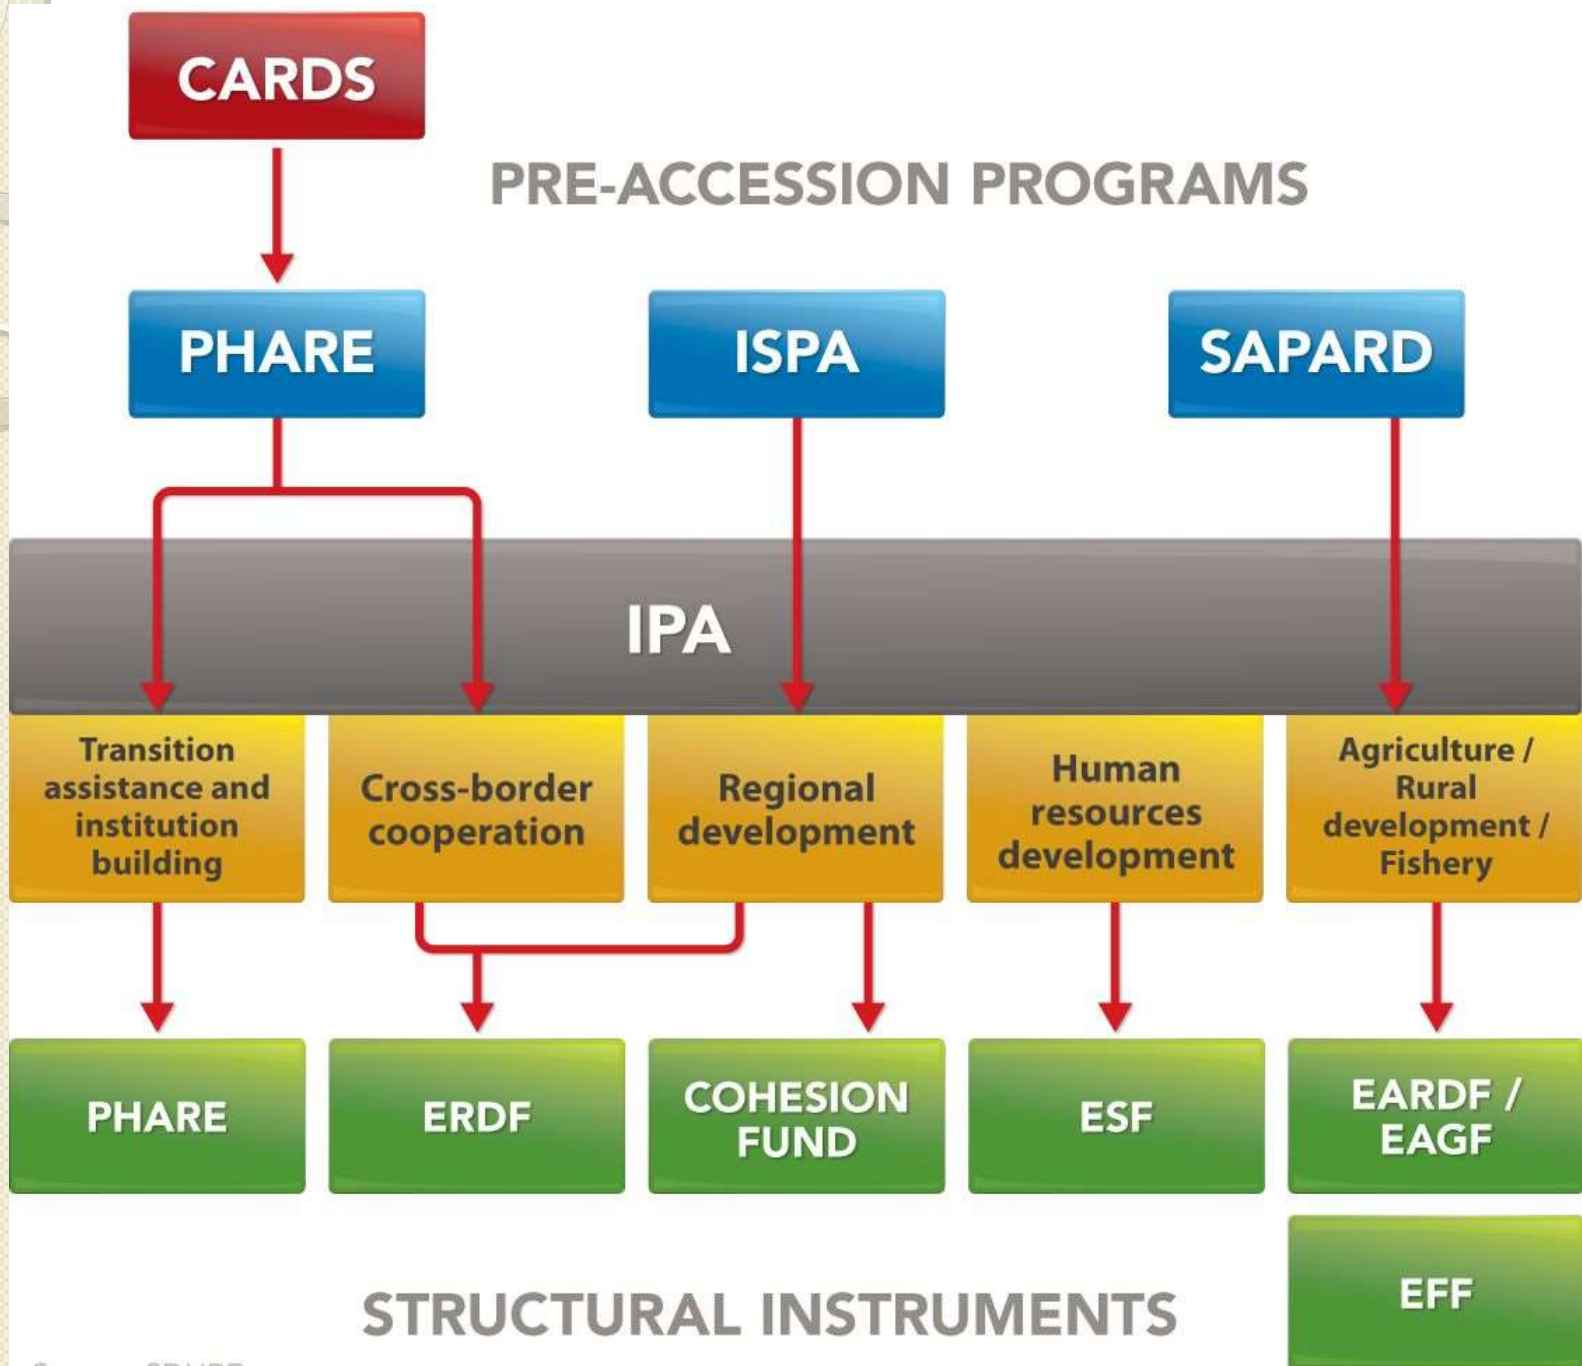 CARDS
PRE-ACCESSION PROGRAMS
PHARE
ISPA
SAPARD
IPA
Transition
assistance and
institution
building
Cross-border
cooperation
Regional
development
Human
resources
development
Agriculture /
Rural
development /
Fishery
PHARE
ERDF
COHESION
FUND
ESF
EARDF /
EAGF
EFF
STRUCTURAL INSTRUMENTS